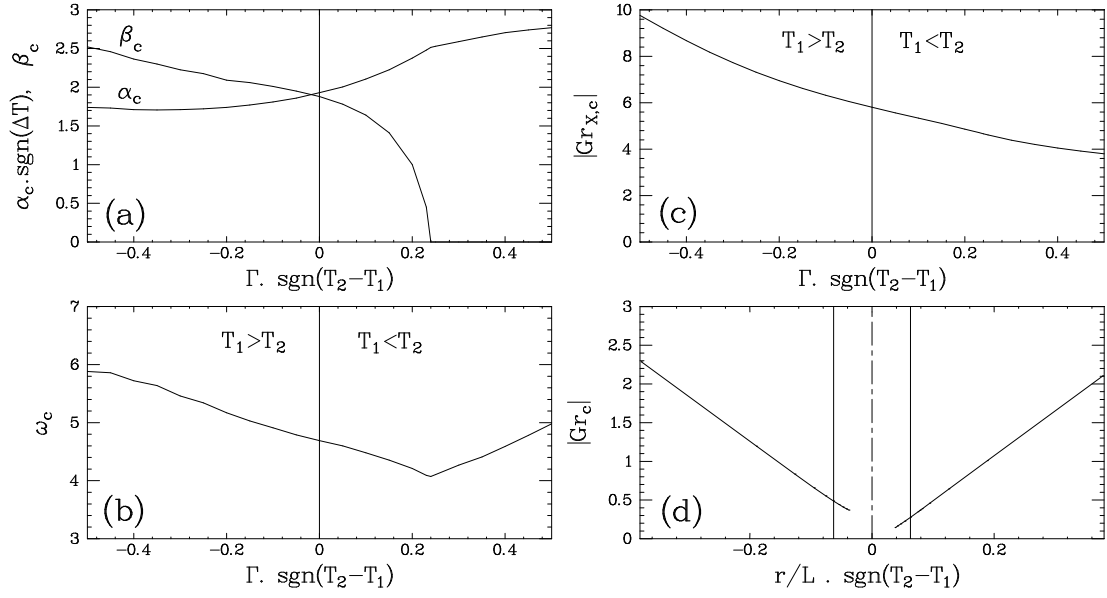 3
2.5
2
1.5
1
0.5
0
α_c.sgn(ΔT), β_c
β_c
α_c
(a)
−0.4
−0.2
0
0.2
0.4
Γ. sgn(T_2−T_1)
10
8
6
4
2
0
|Gr_X,c|
T_1>T_2
T_1<T_2
(c)
−0.4
−0.2
0
0.2
0.4
Γ. sgn(T_2−T_1)
7
6
5
4
3
ω_c
T_1>T_2
T_1<T_2
(b)
−0.4
−0.2
0
0.2
0.4
Γ. sgn(T_2−T_1)
3
2.5
2
1.5
1
0.5
0
|Gr_c|
(d)
−0.2
0
0.2
r/L . sgn(T_2−T_1)